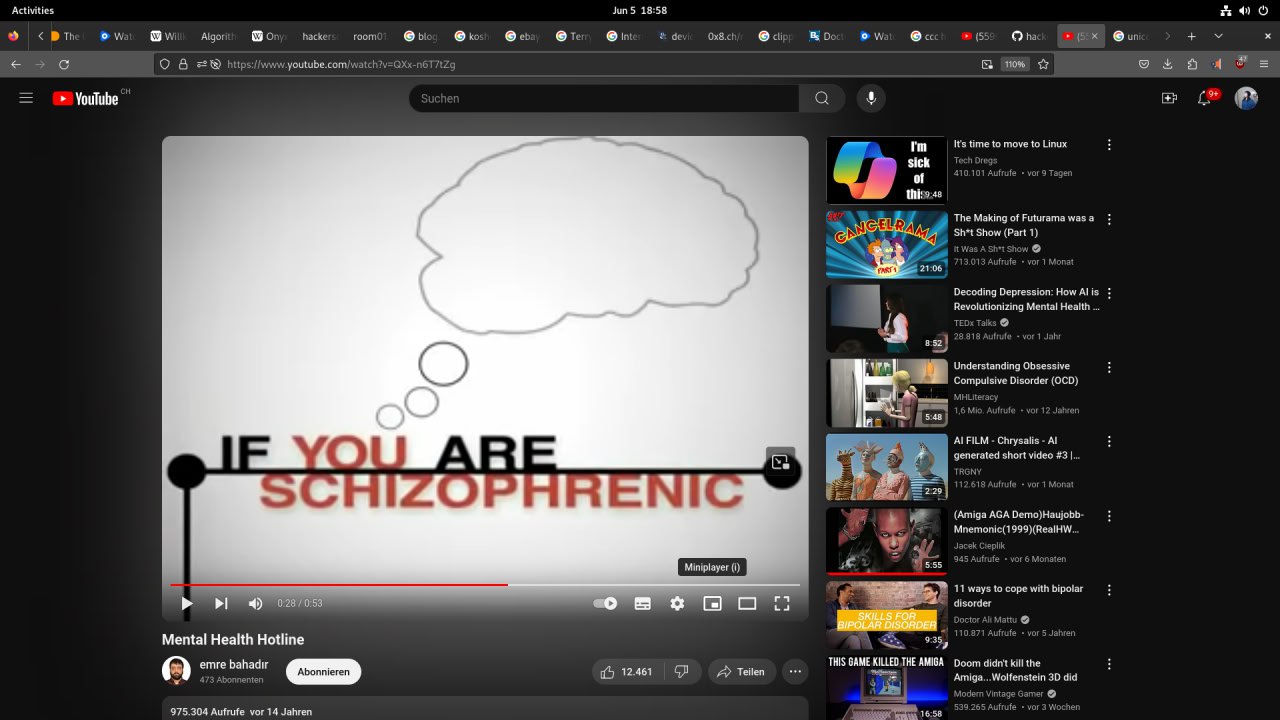 Activities
Jun 5 18:58
The
Watc
Algorith
Onyx
hackers
room01
blog
kosh
ebay
Terry
Inter
devic
0x8.ch/
clipp
Doct
Watc
ccc h
(559
hack
(55
unic
https://www.youtube.com/watch?v=QXx-n6T7tZg
110%
YouTube CH
Suchen
9+
IF YOU ARE
SCHIZOPHRENIC
Miniplayer (i)
0:28 / 0:53
Mental Health Hotline
emre bahadır
473 Abonnenten
Abonnieren
12.461
Teilen
Aufrufe vor 14 Jahren
I'm
sick
of
this
9:48
It's time to move to Linux
Tech Dregs
410.101 Aufrufe • vor 9 Tagen
CANCELRAMA
PART 1
21:06
The Making of Futurama was a
Sh*t Show (Part 1)
It Was A Sh*t Show
713.013 Aufrufe • vor 1 Monat
8:52
Decoding Depression: How AI is
Revolutionizing Mental Health ...
TEDx Talks
28.818 Aufrufe • vor 1 Jahr
5:48
Understanding Obsessive
Compulsive Disorder (OCD)
MHLiteracy
1,6 Mio. Aufrufe • vor 12 Jahren
2:29
AI FILM - Chrysalis - AI
generated short video #3 |...
TRGNY
112.618 Aufrufe • vor 1 Monat
5:55
(Amiga AGA Demo)Haujobb-
Mnemonic(1999)(RealHW...
Jacek Cieplik
945 Aufrufe • vor 6 Monaten
SKILLS FOR
BIPOLAR DISORDER
9:35
11 ways to cope with bipolar
disorder
Doctor Ali Mattu
110.871 Aufrufe • vor 5 Jahren
THIS GAME KILLED THE AMIGA
16:58
Doom didn't kill the
Amiga...Wolfenstein 3D did
Modern Vintage Gamer
539.265 Aufrufe • vor 3 Wochen